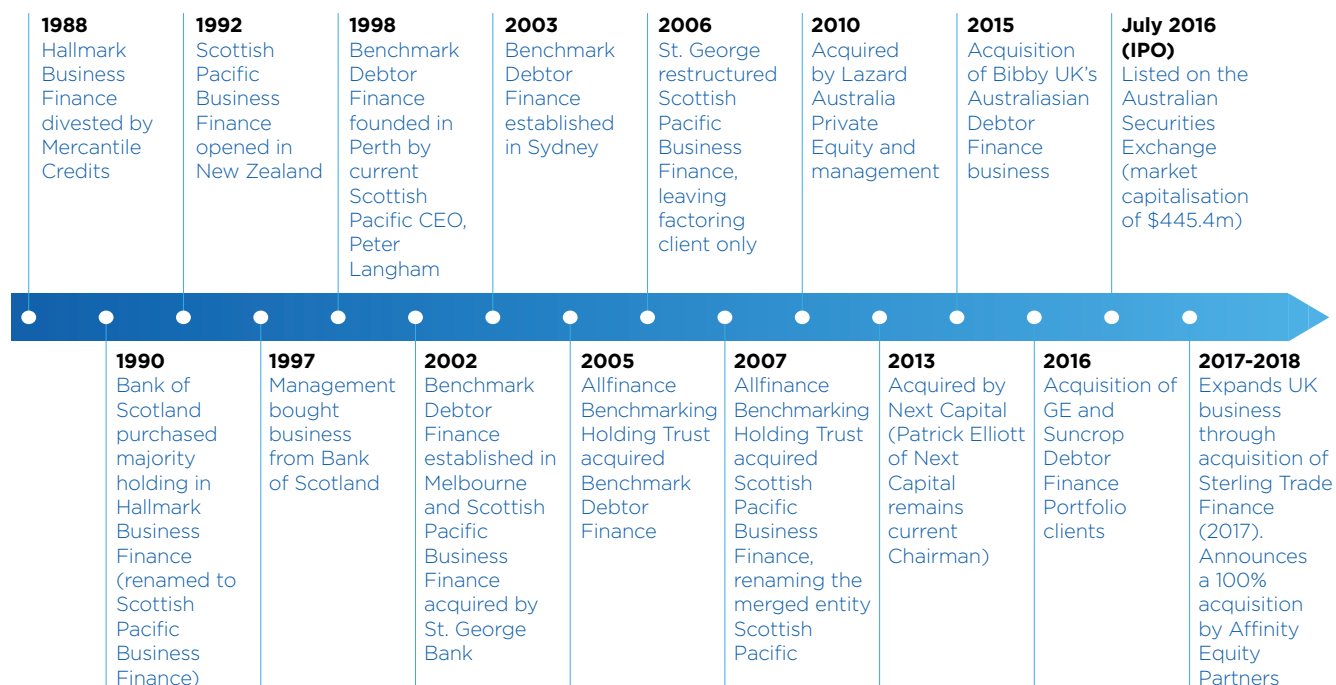 1988
Hallmark
Business
Finance
divested by
Mercantile
Credits
1992
Scottish
Pacific
Business
Finance
opened in
New Zealand
1998
Benchmark
Debtor
Finance
founded in
Perth by
current
Scottish
Pacific CEO,
Peter
Langham
2003
Benchmark
Debtor
Finance
established
in Sydney
2006
St. George
restructured
Scottish
Pacific
Business
Finance,
leaving
factoring
client only
2010
Acquired
by Lazard
Australia
Private
Equity and
management
2015
Acquisition
of Bibby UK's
Australiasian
Debtor
Finance
business
July 2016
(IPO)
Listed on the
Australian
Securities
Exchange
(market
capitalisation
of $445.4m)
1990
Bank of
Scotland
purchased
majority
holding in
Hallmark
Business
Finance
(renamed to
Scottish
Pacific
Business
Finance)
1997
Management
bought
business
from Bank
of Scotland
2002
Benchmark
Debtor
Finance
established in
Melbourne
and Scottish
Pacific
Business
Finance
acquired by
St. George
Bank
2005
Allfinance
Benchmarking
Holding Trust
acquired
Benchmark
Debtor
Finance
2007
Allfinance
Benchmarking
Holding Trust
acquired
Scottish
Pacific
Business
Finance,
renaming the
merged entity
Scottish
Pacific
2013
Acquired by
Next Capital
(Patrick Elliott
of Next
Capital
remains
current
Chairman)
2016
Acquisition of
GE and
Suncrop
Debtor
Finance
Portfolio
clients
2017-2018
Expands UK
business
through
acquisition of
Sterling Trade
Finance
(2017).
Announces
a 100%
acquisition
by Affinity
Equity
Partners